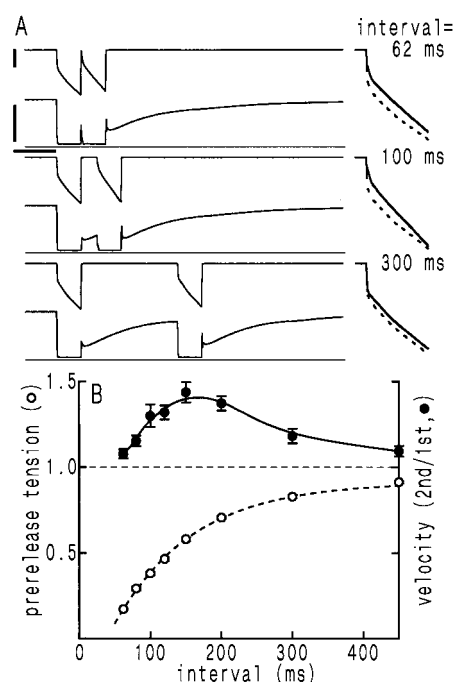 A
interval=
62 ms
100 ms
300 ms
B
1.5
1.0
0.5
prerelease tension (o)
velocity (2nd/1st, ●)
0 100 200 300 400
interval (ms)